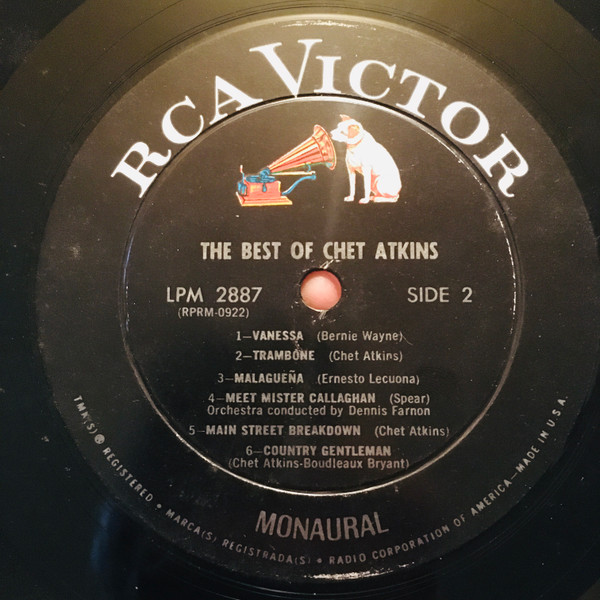 RCA VICTOR
THE BEST OF CHET ATKINS
LPM 2887
(RPRM-0922)
SIDE 2
1—VANESSA (Bernie Wayne)
2—TRAMBONE (Chet Atkins)
3—MALAGUEÑA (Ernesto Lecuona)
4—MEET MISTER CALLAGHAN (Spear)
Orchestra conducted by Dennis Farnon
5—MAIN STREET BREAKDOWN (Chet Atkins)
6—COUNTRY GENTLEMAN
(Chet Atkins-Boudleaux Bryant)
MONAURAL
TMK(S) ® REGISTERED • MARCA(S) REGISTRADA(S) • RADIO CORPORATION OF AMERICA—MADE IN U.S.A.